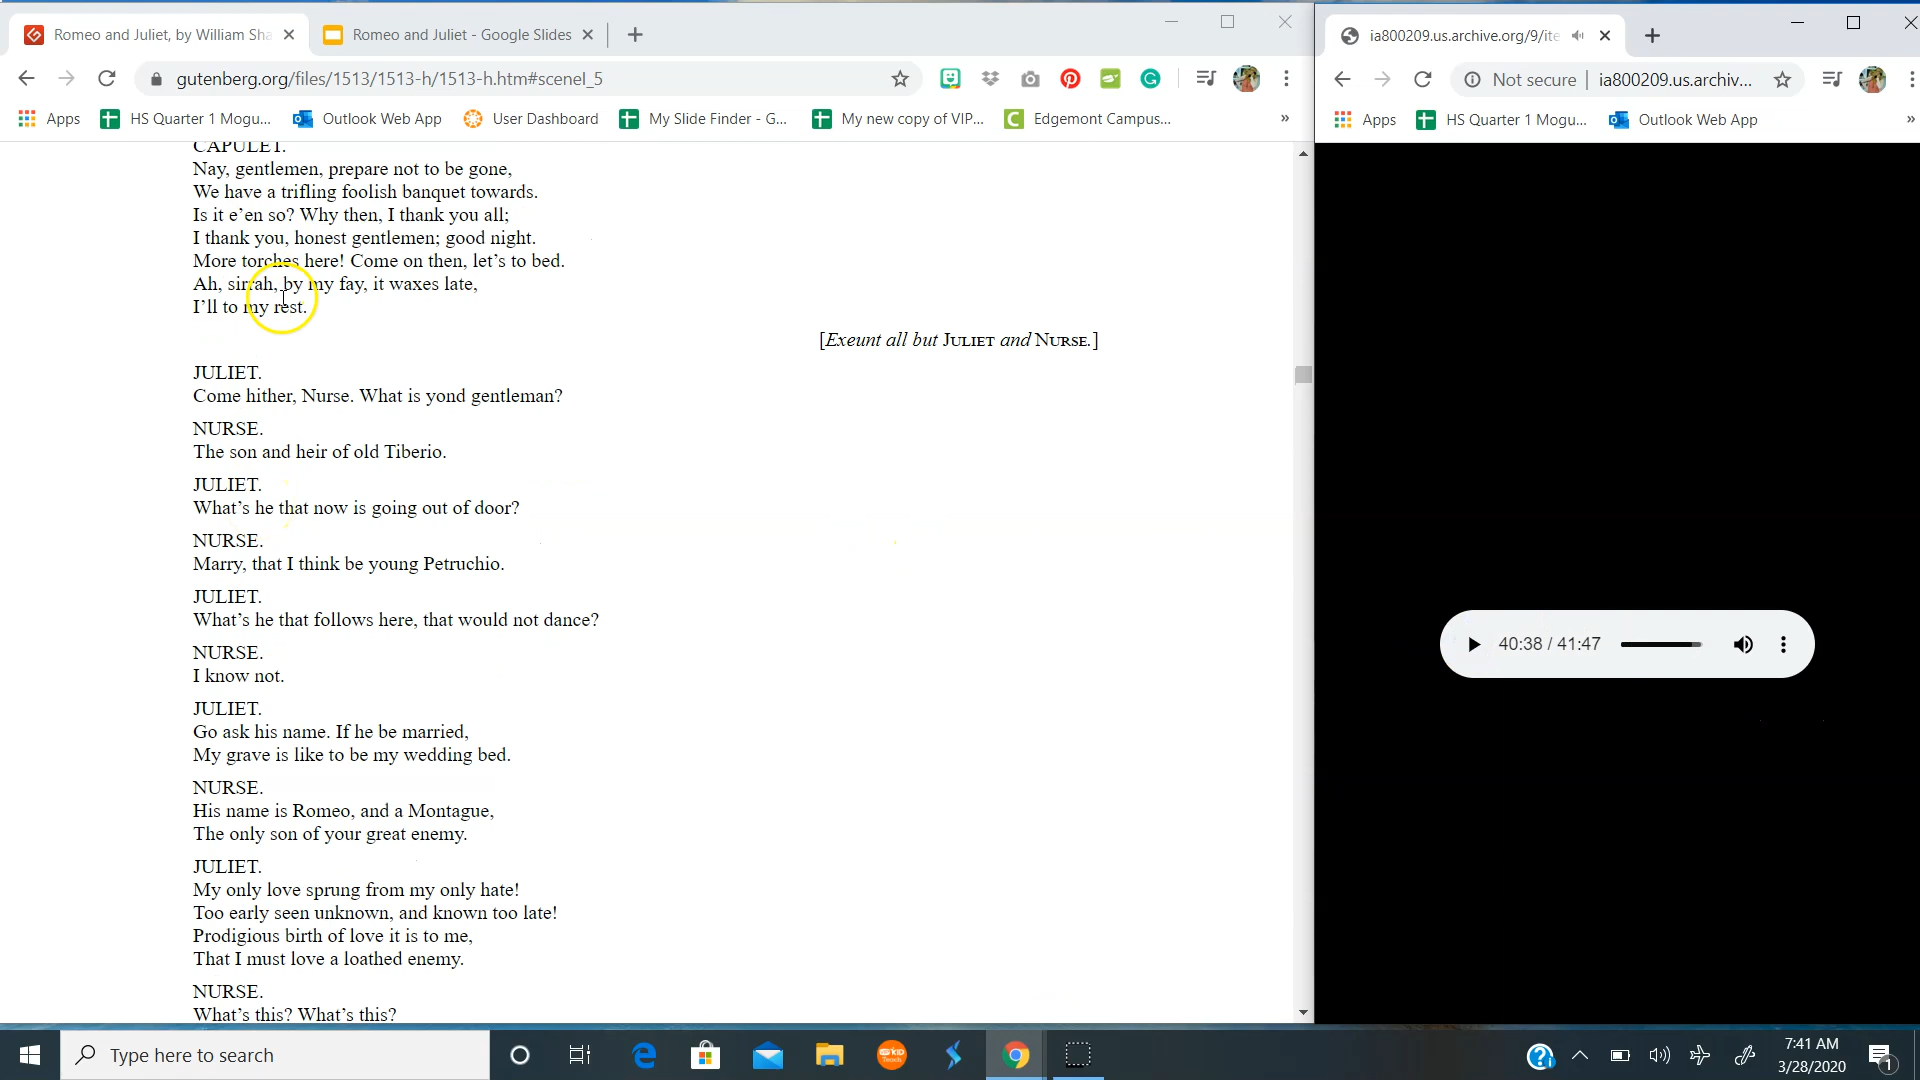 Romeo and Juliet, by William Sha
Romeo and Juliet - Google Slides
gutenberg.org/files/1513/1513-h/1513-h.htm#sceneI_5
Apps
HS Quarter 1 Mogu...
Outlook Web App
User Dashboard
My Slide Finder - G...
My new copy of VIP...
Edgemont Campus...
»
CAPULET.
Nay, gentlemen, prepare not to be gone,
We have a trifling foolish banquet towards.
Is it e’en so? Why then, I thank you all;
I thank you, honest gentlemen; good night.
More torches here! Come on then, let’s to bed.
Ah, sirrah, by my fay, it waxes late,
I’ll to my rest.
[Exeunt all but JULIET and NURSE.]
JULIET.
Come hither, Nurse. What is yond gentleman?
NURSE.
The son and heir of old Tiberio.
JULIET.
What’s he that now is going out of door?
NURSE.
Marry, that I think be young Petruchio.
JULIET.
What’s he that follows here, that would not dance?
NURSE.
I know not.
JULIET.
Go ask his name. If he be married,
My grave is like to be my wedding bed.
NURSE.
His name is Romeo, and a Montague,
The only son of your great enemy.
JULIET.
My only love sprung from my only hate!
Too early seen unknown, and known too late!
Prodigious birth of love it is to me,
That I must love a loathed enemy.
NURSE.
What’s this? What’s this?
ia800209.us.archive.org/9/ite
Not secure | ia800209.us.archiv...
Apps
HS Quarter 1 Mogu...
Outlook Web App
»
40:38 / 41:47
Type here to search
7:41 AM
3/28/2020
1